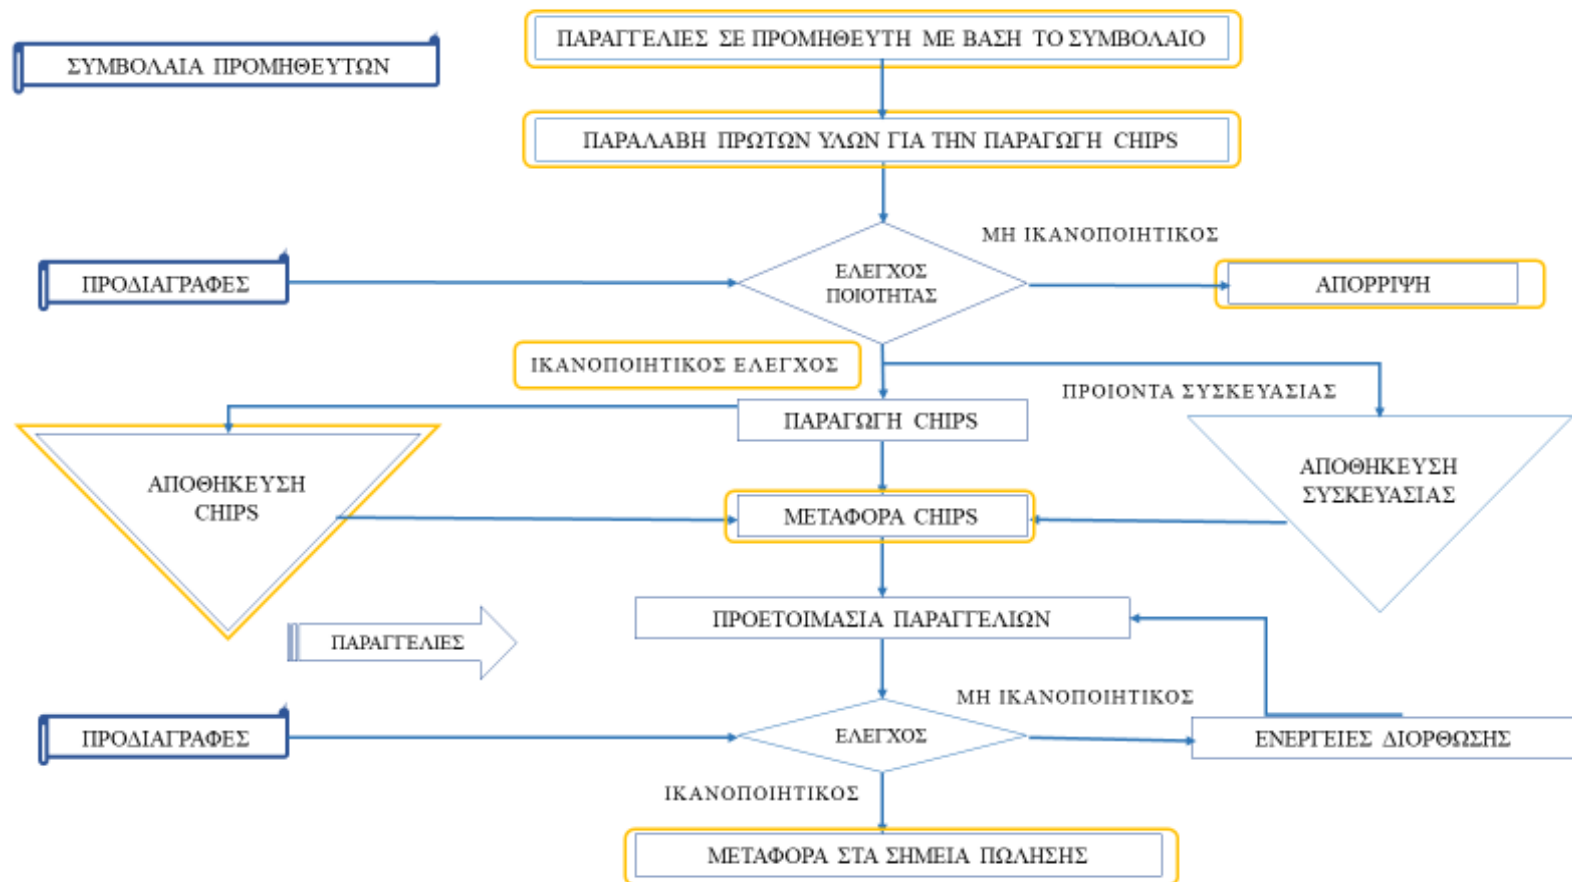 ΠΑΡΑΓΓΕΛΙΕΣ ΣΕ ΠΡΟΜΗΘΕΥΤΗ ΜΕ ΒΑΣΗ ΤΟ ΣΥΜΒΟΛΑΙΟ
ΣΥΜΒΟΛΑΙΑ ΠΡΟΜΗΘΕΥΤΩΝ
ΠΑΡΑΛΑΒΗ ΠΡΩΤΩΝ ΥΛΩΝ ΓΙΑ ΤΗΝ ΠΑΡΑΓΩΓΗ CHIPS
ΜΗ ΙΚΑΝΟΠΟΙΗΤΙΚΟΣ
ΠΡΟΔΙΑΓΡΑΦΕΣ
ΕΛΕΓΧΟΣ
ΠΟΙΟΤΗΤΑΣ
ΑΠΟΡΡΙΨΗ
ΙΚΑΝΟΠΟΙΗΤΙΚΟΣ ΕΛΕΓΧΟΣ
ΠΡΟΙΟΝΤΑ ΣΥΣΚΕΥΑΣΙΑΣ
ΠΑΡΑΓΩΓΗ CHIPS
ΑΠΟΘΗΚΕΥΣΗ
CHIPS
ΑΠΟΘΗΚΕΥΣΗ
ΣΥΣΚΕΥΑΣΙΑΣ
ΜΕΤΑΦΟΡΑ CHIPS
ΠΡΟΕΤΟΙΜΑΣΙΑ ΠΑΡΑΓΓΕΛΙΩΝ
ΠΑΡΑΓΓΕΛΙΕΣ
ΜΗ ΙΚΑΝΟΠΟΙΗΤΙΚΟΣ
ΠΡΟΔΙΑΓΡΑΦΕΣ
ΕΛΕΓΧΟΣ
ΕΝΕΡΓΕΙΕΣ ΔΙΟΡΘΩΣΗΣ
ΙΚΑΝΟΠΟΙΗΤΙΚΟΣ
ΜΕΤΑΦΟΡΑ ΣΤΑ ΣΗΜΕΙΑ ΠΩΛΗΣΗΣ